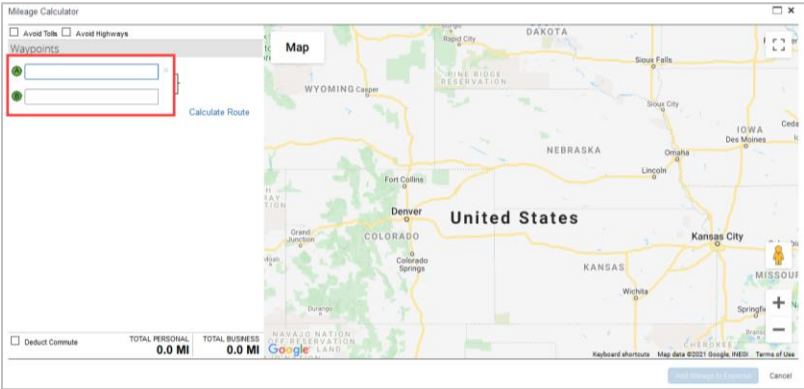 Mileage Calculator
Avoid Tolls Avoid Highways
Waypoints
A
B
Calculate Route
Deduct Commute
TOTAL PERSONAL
0.0 MI
TOTAL BUSINESS
0.0 MI
Map
Rapid City
DAKOTA
Sioux Falls
PINE RIDGE
RESERVATION
WYOMING
Casper
Sioux City
IOWA
Des Moines
NEBRASKA
Omaha
Lincoln
Fort Collins
Denver
United States
Grand
Junction
COLORADO
Kansas City
Colorado
Springs
KANSAS
MISSOUR
Wichita
Durango
NAVAJO NATION
Google
CHEROKEE
Keyboard shortcuts Map data ©2021 Google, INEGI Terms of Use
Add Mileage to Expense
Cancel